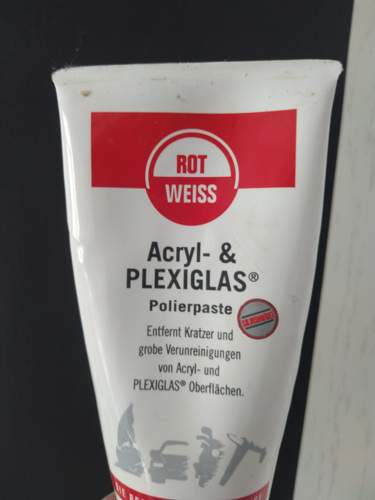 ROT
WEISS
Acryl- &
PLEXIGLAS®
Polierpaste
Entfernt Kratzer und
grobe Verunreinigungen
von Acryl- und
PLEXIGLAS® Oberflächen.